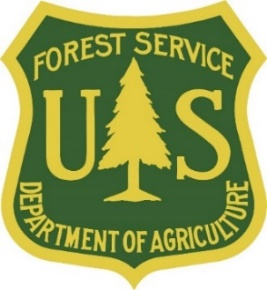 FOREST SERVICE
U S
DEPARTMENT OF AGRICULTURE